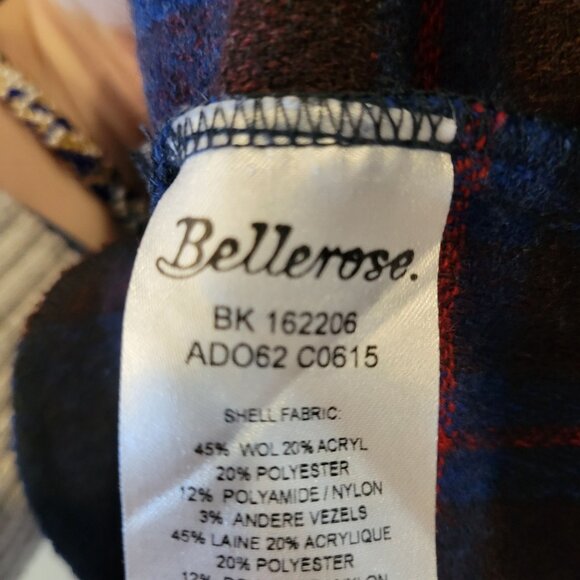 Bellerose.
BK 162206
ADO62 C0615
SHELL FABRIC:
45% WOL 20% ACRYL
20% POLYESTER
12% POLYAMIDE / NYLON
3% ANDERE VEZELS
45% LAINE 20% ACRYLIQUE
20% POLYESTER
12%